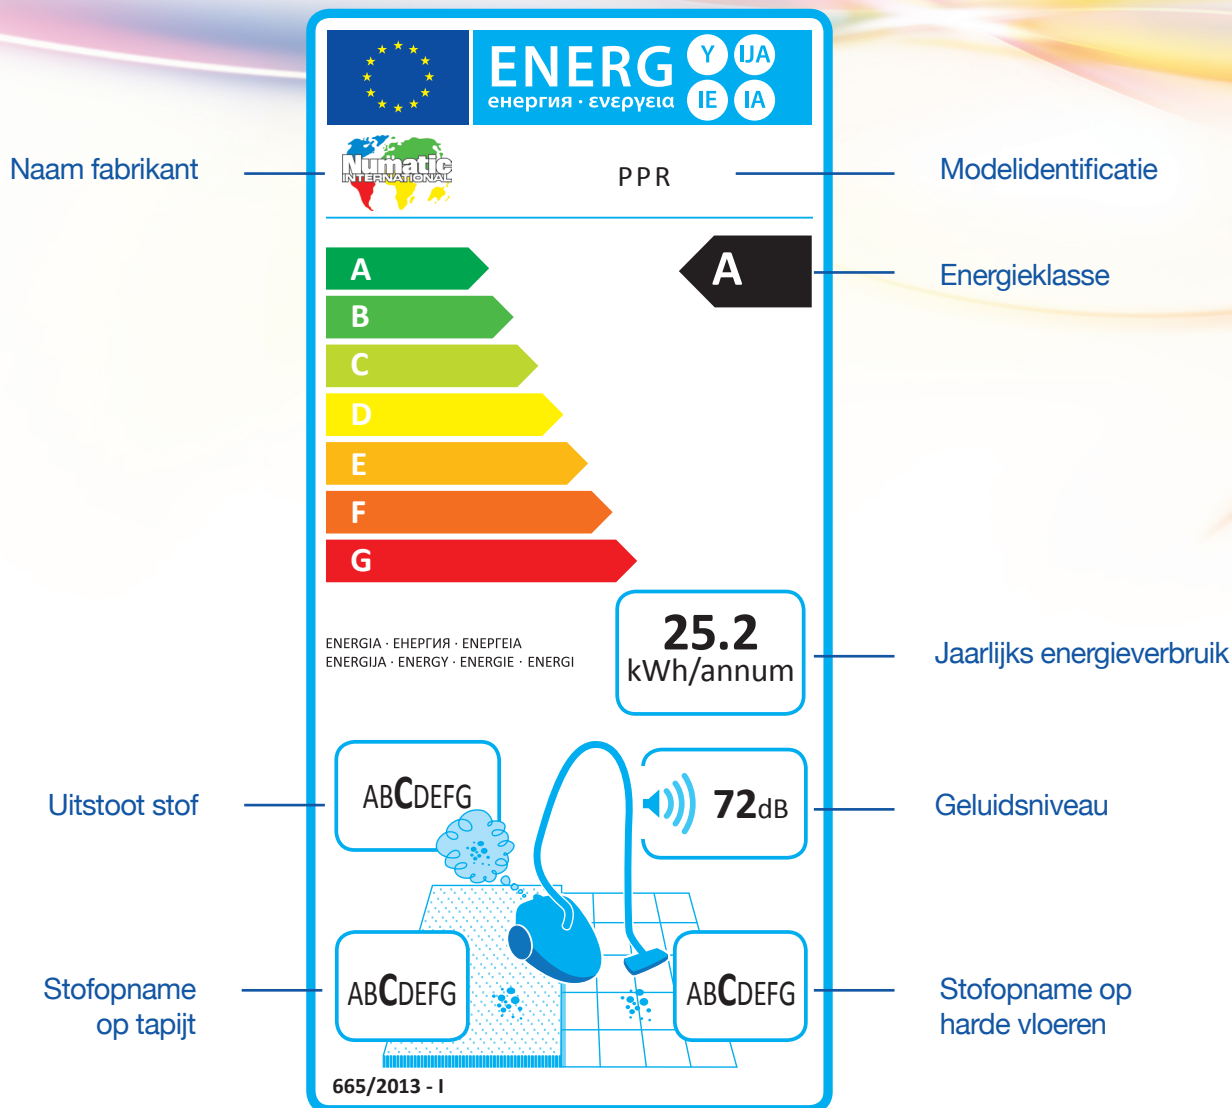 ENERG Y IJA
енергия · ενεργεια IE IA
Naam fabrikant
Numatic
INTERNATIONAL
PPR
Modelidentificatie
A
A
Energieklasse
B
C
D
E
F
G
ENERGIA · ЕНЕРГИЯ · ΕΝΕΡΓΕΙΑ
ENERGIJA · ENERGY · ENERGIE · ENERGI
25.2
kWh/annum
Jaarlijks energieverbruik
Uitstoot stof
ABCDEFG
72dB
Geluidsniveau
Stofopname
op tapijt
ABCDEFG
ABCDEFG
Stofopname op
harde vloeren
665/2013 - I